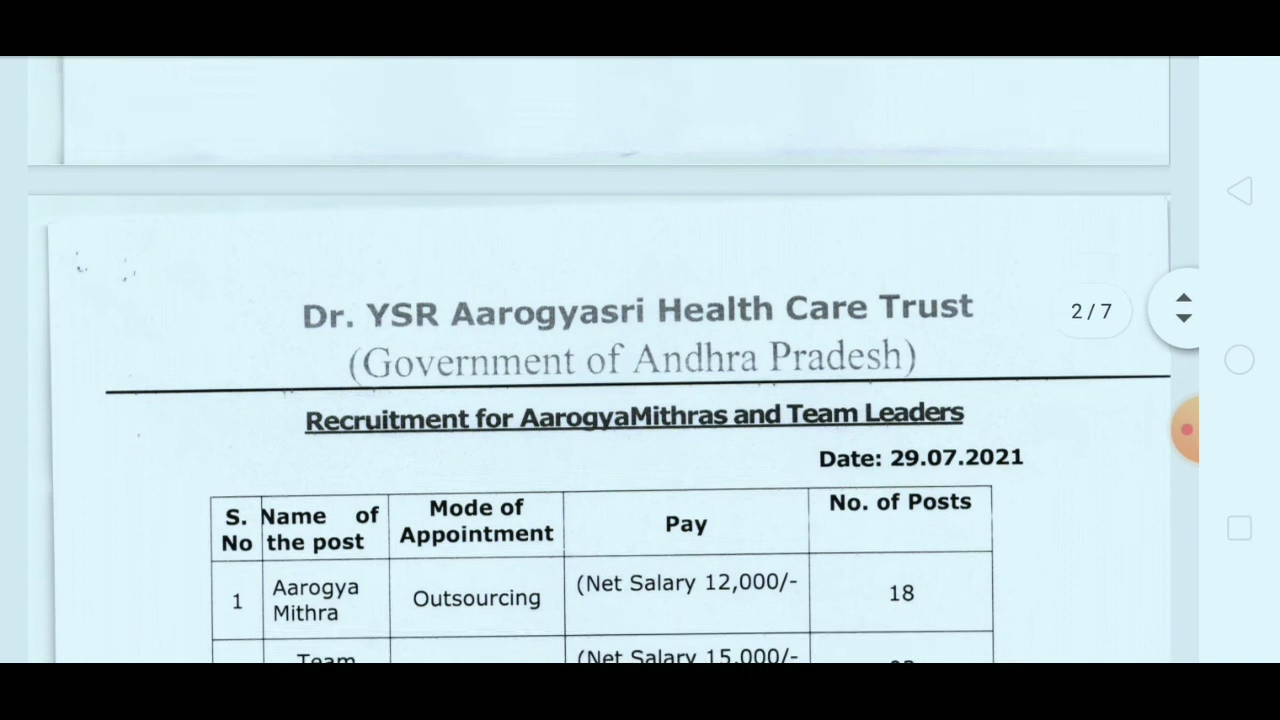 Dr. YSR Aarogyasri Health Care Trust
(Government of Andhra Pradesh)
2 / 7
Recruitment for AarogyaMithras and Team Leaders
Date: 29.07.2021
S. No
Name of the post
Mode of Appointment
Pay
No. of Posts
1
Aarogya Mithra
Outsourcing
(Net Salary 12,000/-
18
Team
(Net Salary 15,000/-